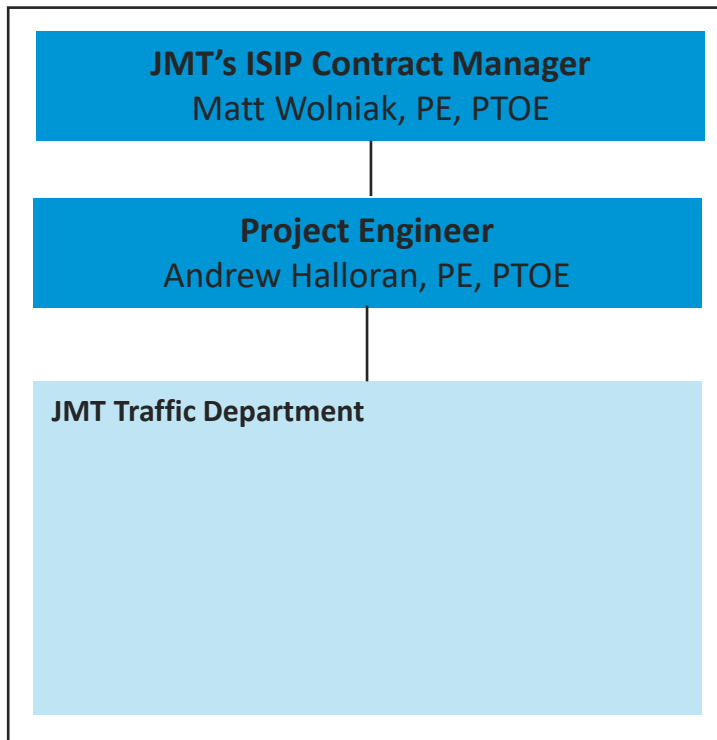 JMT’s ISIP Contract Manager
Matt Wolniak, PE, PTOE
Project Engineer
Andrew Halloran, PE, PTOE
JMT Traffic Department